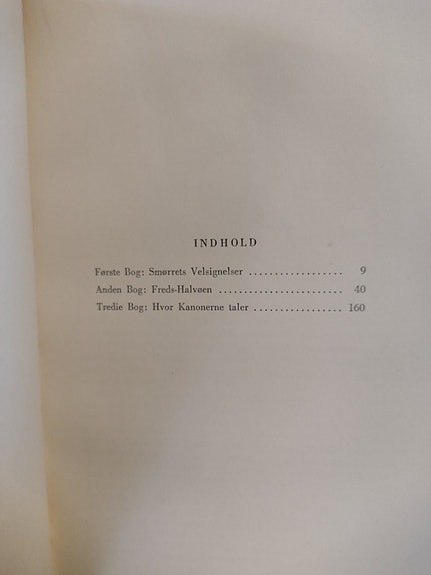 INDHOLD
Første Bog: Smørrets Velsignelser .................. 9
Anden Bog: Freds-Halvøen ........................ 40
Tredie Bog: Hvor Kanonerne taler ................. 160